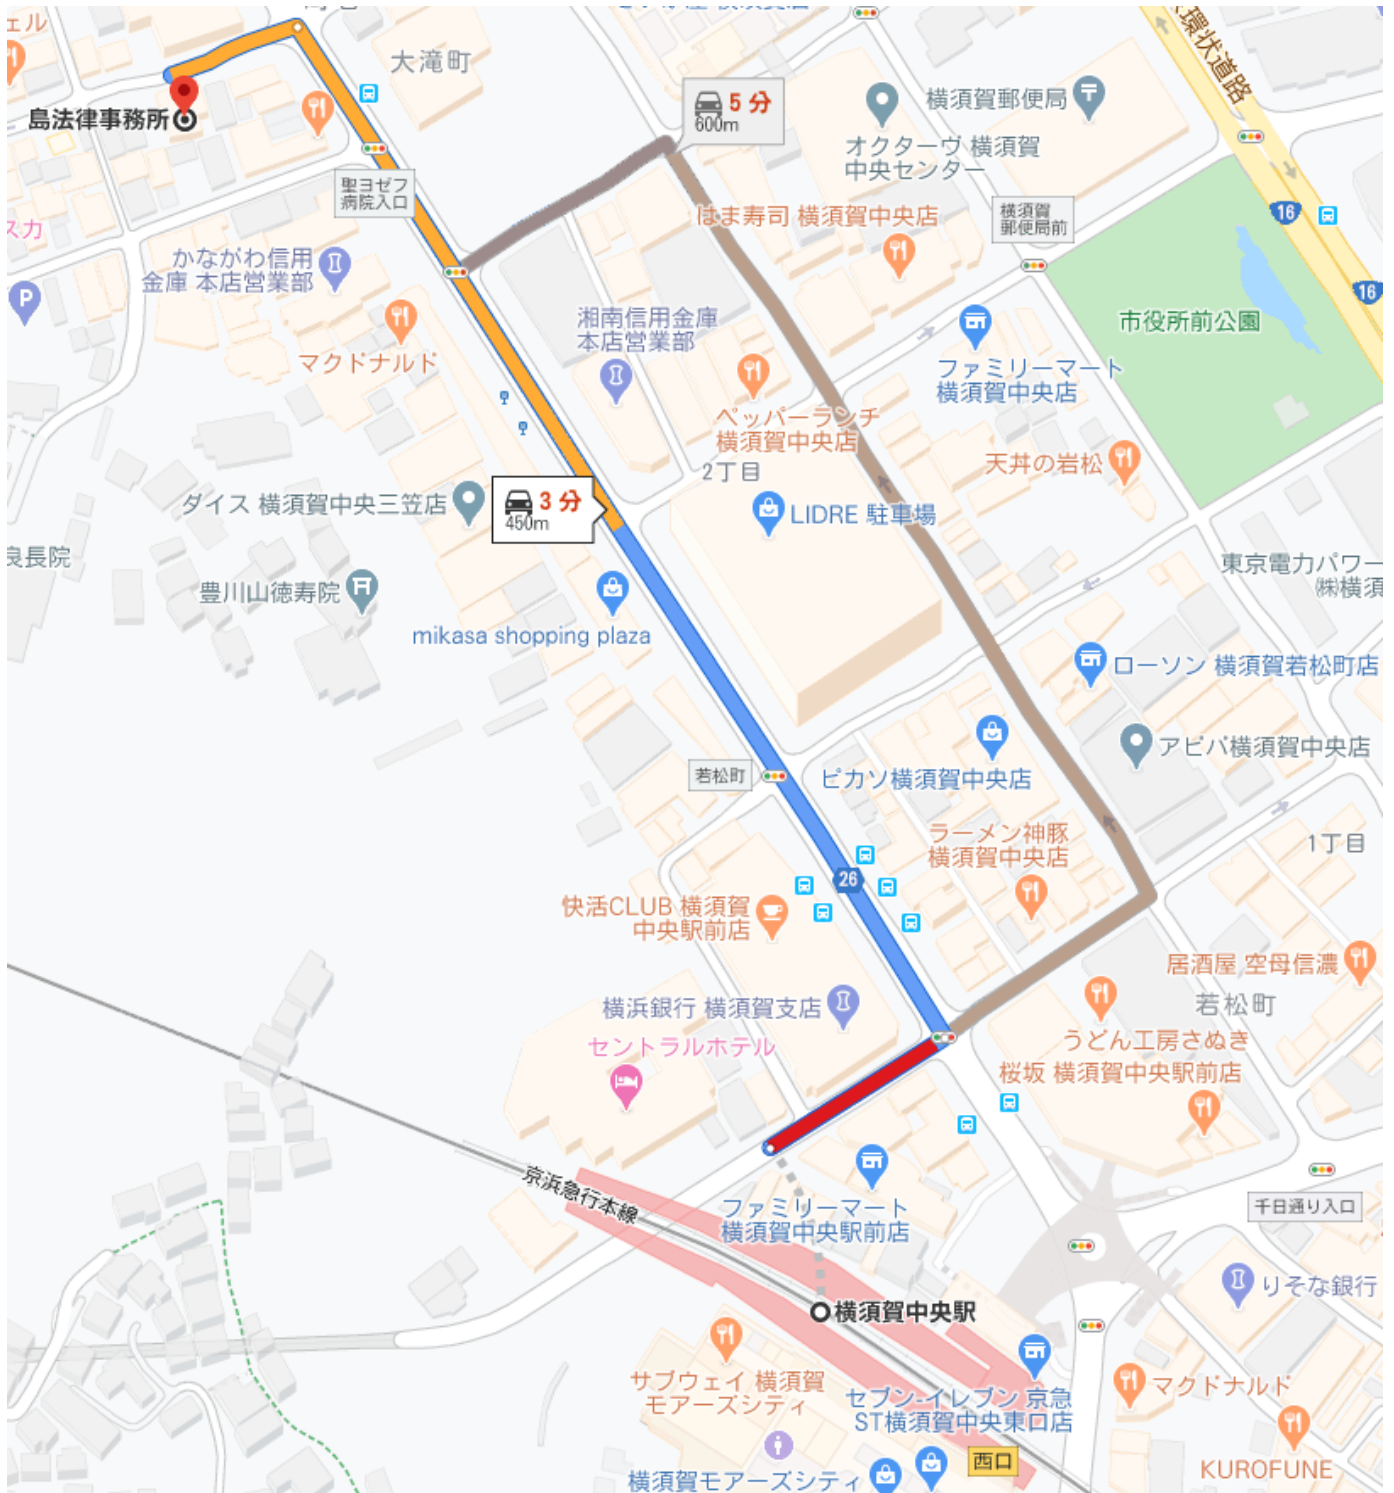 大滝町
環状道路
5 分
600m
横須賀郵便局
オクターヴ 横須賀
中央センター
島法律事務所
聖ヨゼフ
病院入口
はま寿司 横須賀中央店
横須賀
郵便局前
16
スカ
かながわ信用
金庫 本店営業部
P
16
湘南信用金庫
本店営業部
市役所前公園
マクドナルド
ファミリーマート
横須賀中央店
ペッパーランチ
横須賀中央店
天丼の岩松
2丁目
ダイス 横須賀中央三笠店
3 分
450m
LIDRE 駐車場
良長院
東京電力パワー
㈱横須
豊川山徳寿院
mikasa shopping plaza
ローソン 横須賀若松町店
アビバ横須賀中央店
若松町
ピカソ横須賀中央店
ラーメン神豚
横須賀中央店
1丁目
26
快活CLUB 横須賀
中央駅前店
居酒屋 空母信濃
横浜銀行 横須賀支店
若松町
セントラルホテル
うどん工房さぬき
桜坂 横須賀中央駅前店
京浜急行本線
ファミリーマート
横須賀中央駅前店
千日通り入口
りそな銀行
横須賀中央駅
サブウェイ 横須賀
モアーズシティ
セブン-イレブン 京急
ST横須賀中央東口店
マクドナルド
西口
横須賀モアーズシティ
KUROFUNE